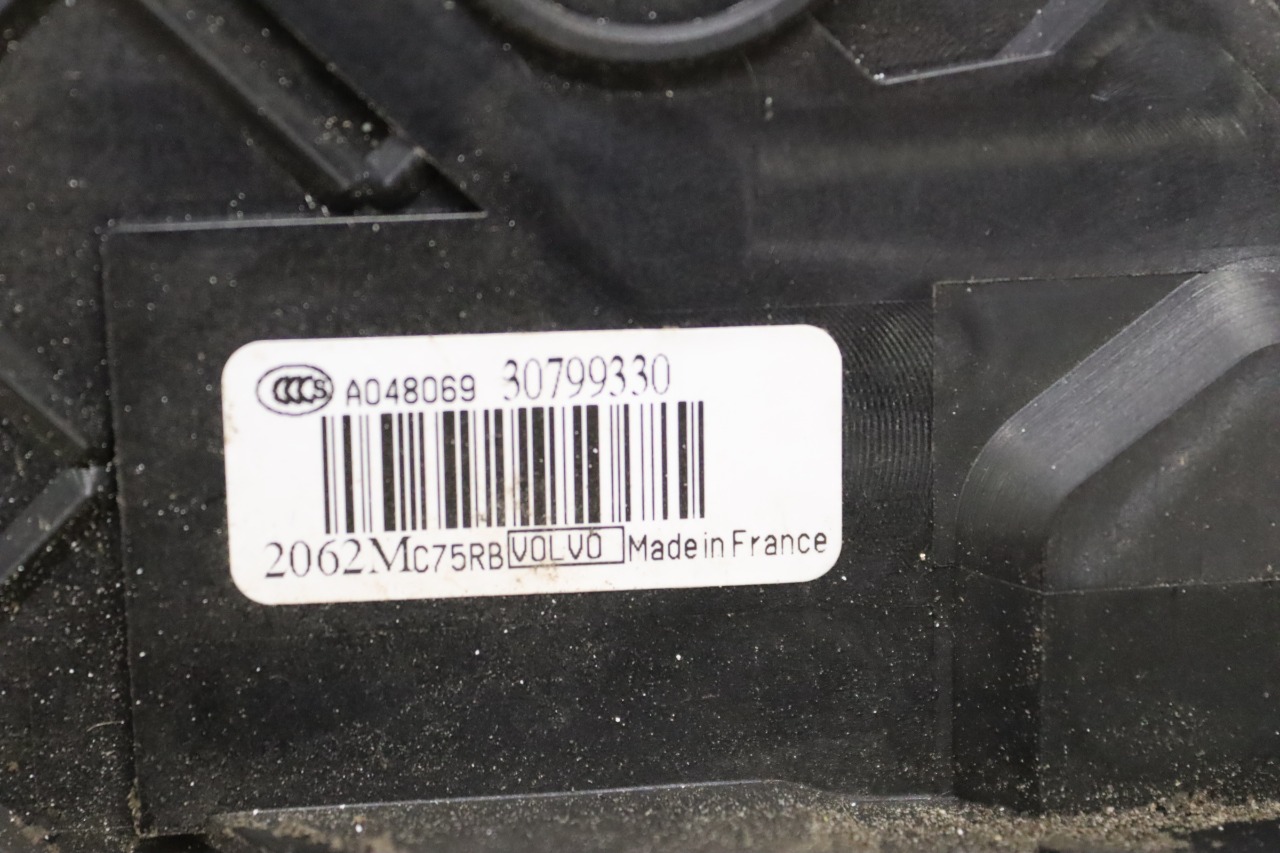 CCCS A048069 30799330
2062MC75RB VOLVO Made in France